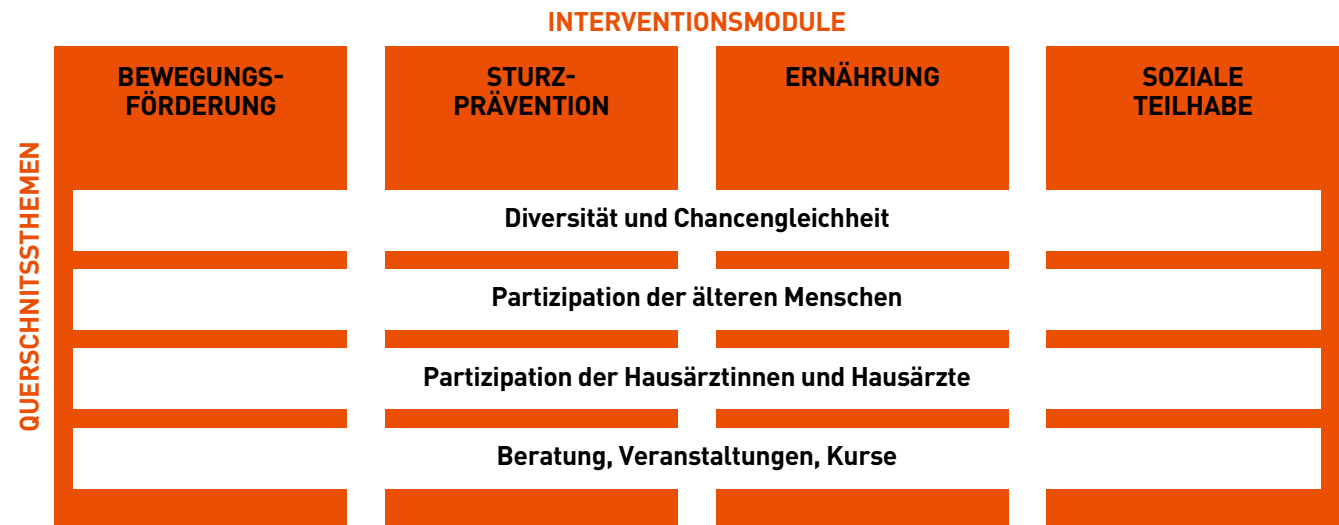 INTERVENTIONSMODULE
BEWEGUNGS-
FÖRDERUNG
STURZ-
PRÄVENTION
ERNÄHRUNG
SOZIALE
TEILHABE
QUERSCHNITSSTHEMEN
Diversität und Chancengleichheit
Partizipation der älteren Menschen
Partizipation der Hausärztinnen und Hausärzte
Beratung, Veranstaltungen, Kurse